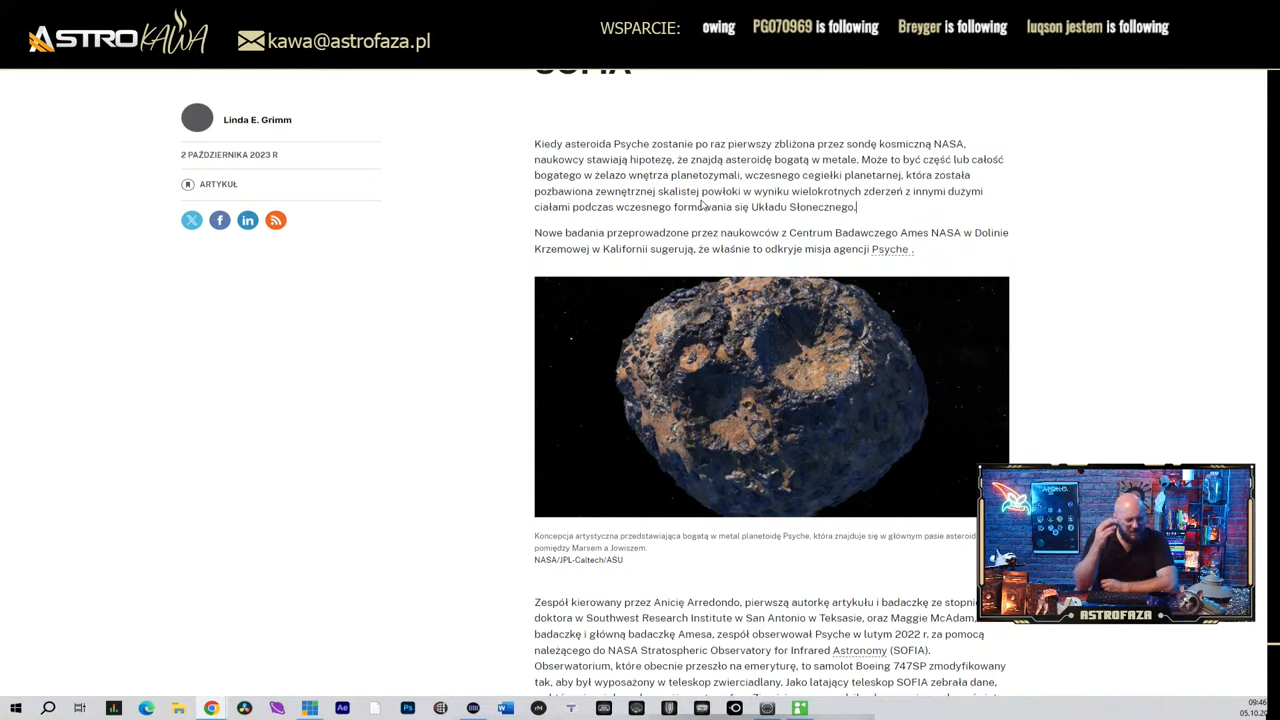 ASTROKAWA
kawa@astrofaza.pl
WSPARCIE: owing PG070969 is following Breyger is following luqson jestem is following
SOFIA
Linda E. Grimm
2 PAŹDZIERNIKA 2023 R
ARTYKUŁ
Kiedy asteroida Psyche zostanie po raz pierwszy zbliżona przez sondę kosmiczną NASA,
naukowcy stawiają hipotezę, że znajdą asteroidę bogatą w metale. Może to być część lub całość
bogatego w żelazo wnętrza planetozymali, wczesnego cegiełki planetarnej, która została
pozbawiona zewnętrznej skalistej powłoki w wyniku wielokrotnych zderzeń z innymi dużymi
ciałami podczas wczesnego formowania się Układu Słonecznego.
Nowe badania przeprowadzone przez naukowców z Centrum Badawczego Ames NASA w Dolinie
Krzemowej w Kalifornii sugerują, że właśnie to odkryje misja agencji Psyche .
Koncepcja artystyczna przedstawiająca bogatą w metal planetoidę Psyche, która znajduje się w głównym pasie asteroid
pomiędzy Marsem a Jowiszem.
NASA/JPL-Caltech/ASU
Zespół kierowany przez Anicię Arredondo, pierwszą autorkę artykułu i badaczkę ze stopni
doktora w Southwest Research Institute w San Antonio w Teksasie, oraz Maggie McAdam,
badaczkę i główną badaczkę Amesa, zespół obserwował Psyche w lutym 2022 r. za pomocą
należącego do NASA Stratospheric Observatory for Infrared Astronomy (SOFIA).
Obserwatorium, które obecnie przeszło na emeryturę, to samolot Boeing 747SP zmodyfikowany
tak, aby był wyposażony w teleskop zwierciadlany. Jako latający teleskop SOFIA zebrała dane,
ASTROFAZA
09:46
05.10.20